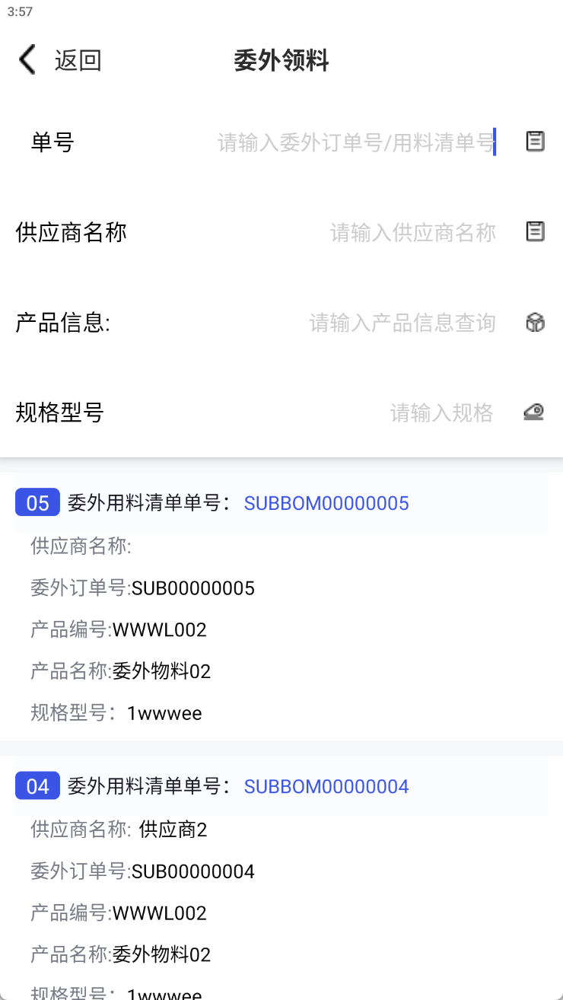 3:57
返回 委外领料
单号 请输入委外订单号/用料清单号
供应商名称 请输入供应商名称
产品信息: 请输入产品信息查询
规格型号 请输入规格
05 委外用料清单单号： SUBBOM00000005
供应商名称:
委外订单号:SUB00000005
产品编号:WWWL002
产品名称:委外物料02
规格型号：1wwwee
04 委外用料清单单号： SUBBOM00000004
供应商名称: 供应商2
委外订单号:SUB00000004
产品编号:WWWL002
产品名称:委外物料02
规格型号：1wwwee